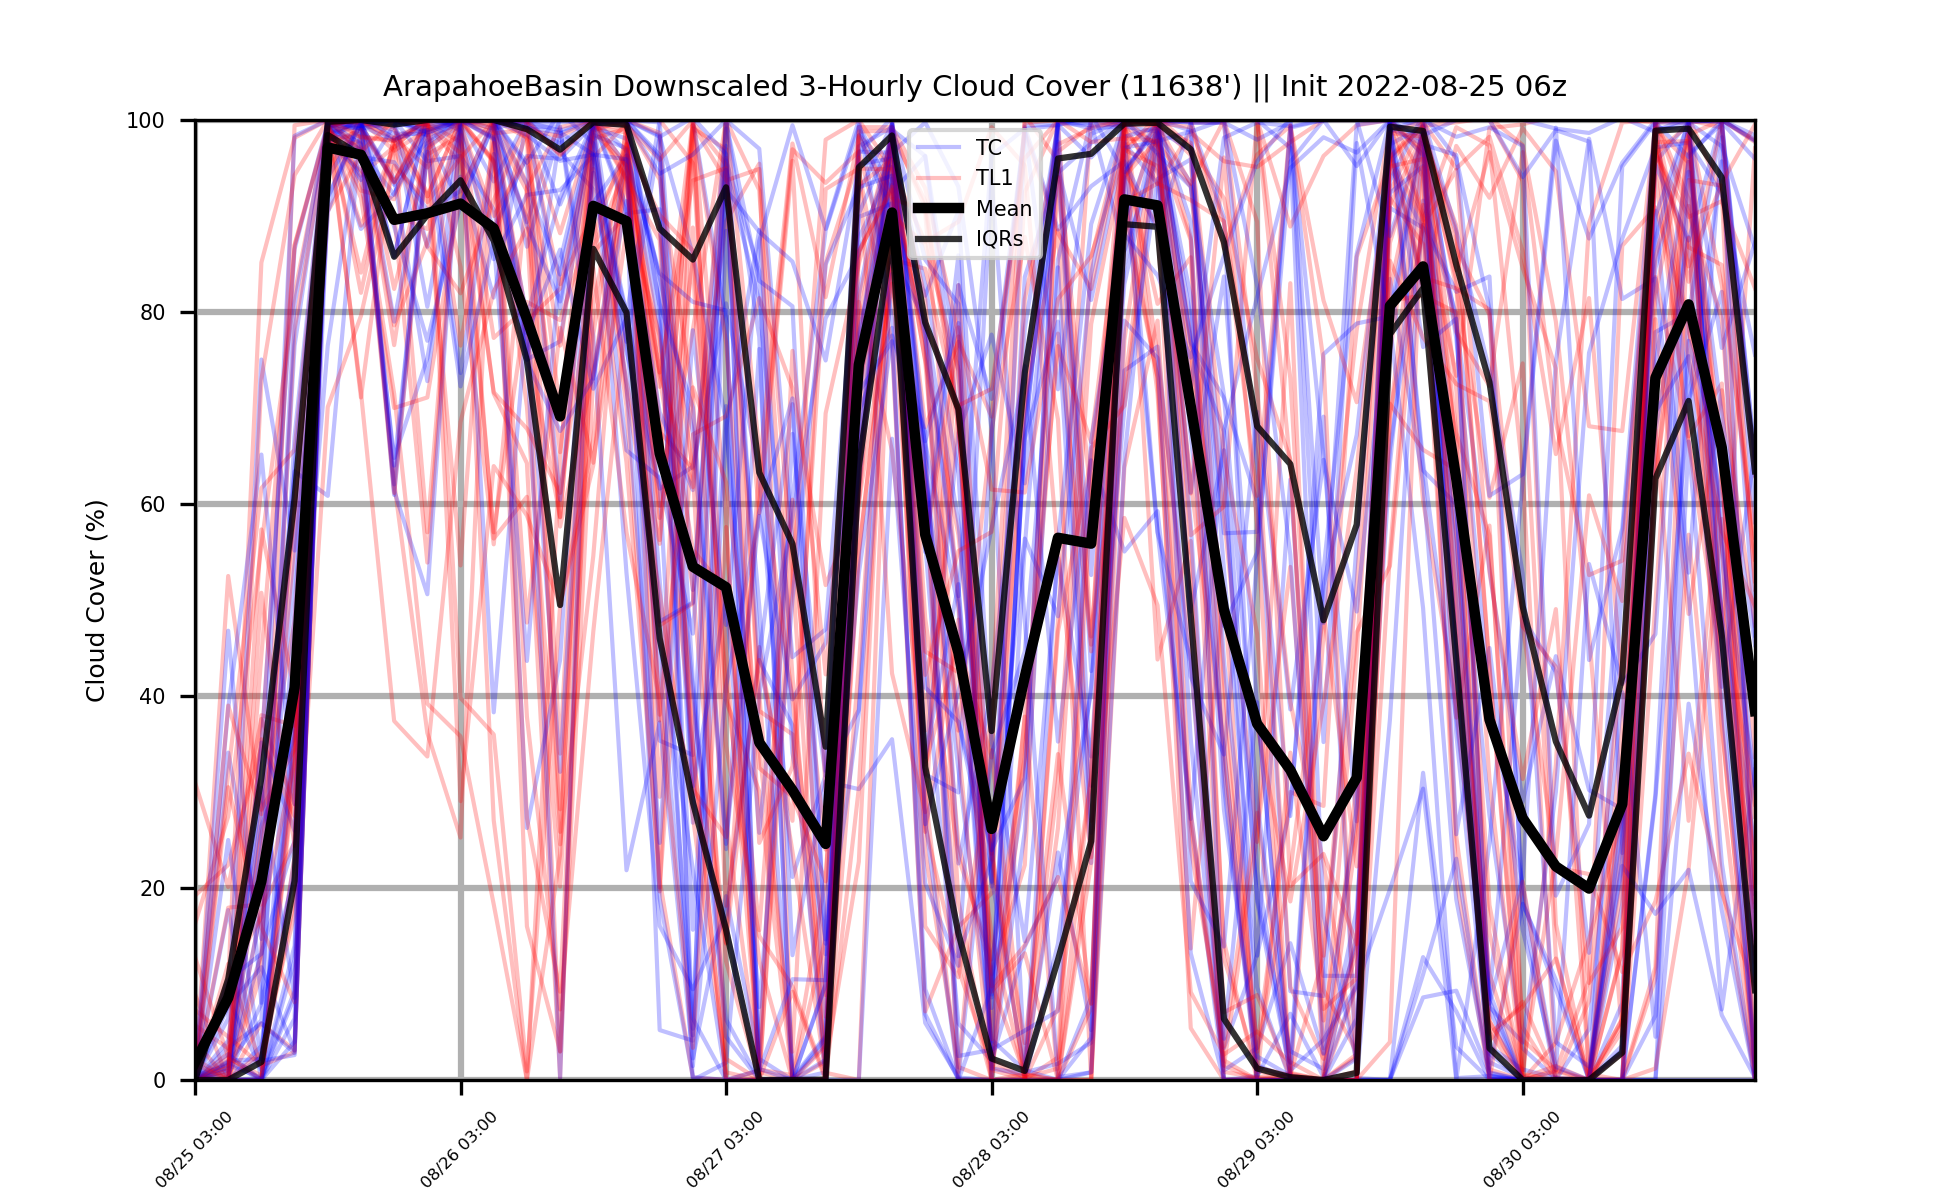 ArapahoeBasin Downscaled 3-Hourly Cloud Cover (11638') || Init 2022-08-25 06z
TC
TL1
Mean
IQRs
Cloud Cover (%)
100
80
60
40
20
0
08/25 03:00
08/26 03:00
08/27 03:00
08/28 03:00
08/29 03:00
08/30 03:00